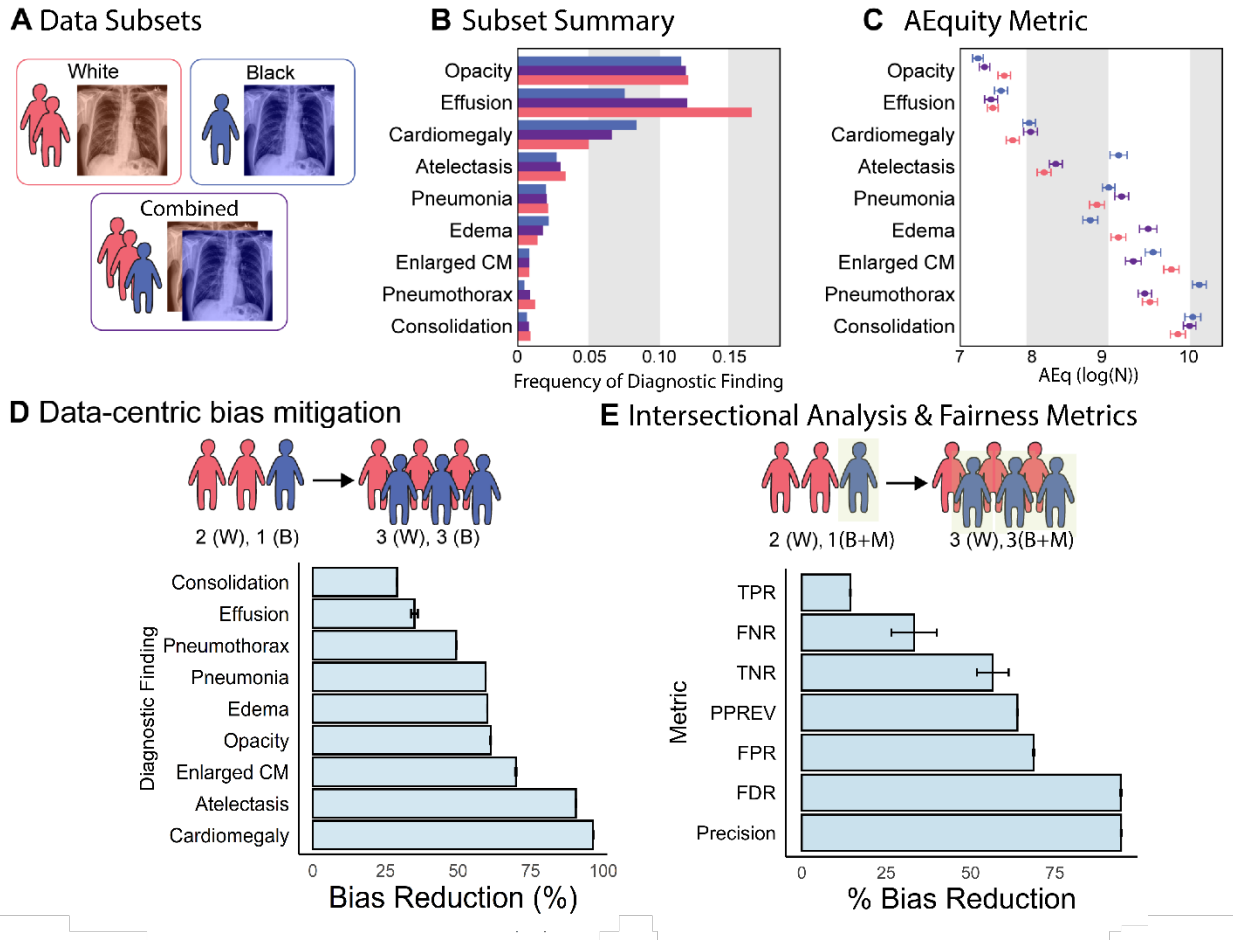 A Data Subsets
White
Black
Combined
B Subset Summary
Opacity
Effusion
Cardiomegaly
Atelectasis
Pneumonia
Edema
Enlarged CM
Pneumothorax
Consolidation
0 0.05 0.10 0.15
Frequency of Diagnostic Finding
C AEquity Metric
Opacity
Effusion
Cardiomegaly
Atelectasis
Pneumonia
Edema
Enlarged CM
Pneumothorax
Consolidation
7 8 9 10
AEq (log(N))
D Data-centric bias mitigation
2 (W), 1 (B)
3 (W), 3 (B)
Diagnostic Finding
Consolidation
Effusion
Pneumothorax
Pneumonia
Edema
Opacity
Enlarged CM
Atelectasis
Cardiomegaly
0 25 50 75 100
Bias Reduction (%)
E Intersectional Analysis & Fairness Metrics
2 (W), 1(B+M)
3 (W), 3(B+M)
Metric
TPR
FNR
TNR
PPREV
FPR
FDR
Precision
0 25 50 75
% Bias Reduction